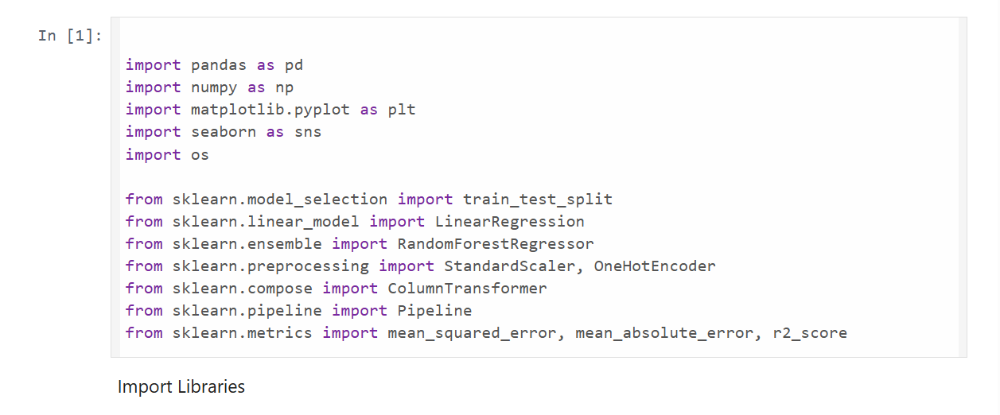 In [1]:
import pandas as pd
import numpy as np
import matplotlib.pyplot as plt
import seaborn as sns
import os
from sklearn.model_selection import train_test_split
from sklearn.linear_model import LinearRegression
from sklearn.ensemble import RandomForestRegressor
from sklearn.preprocessing import StandardScaler, OneHotEncoder
from sklearn.compose import ColumnTransformer
from sklearn.pipeline import Pipeline
from sklearn.metrics import mean_squared_error, mean_absolute_error, r2_score
Import Libraries